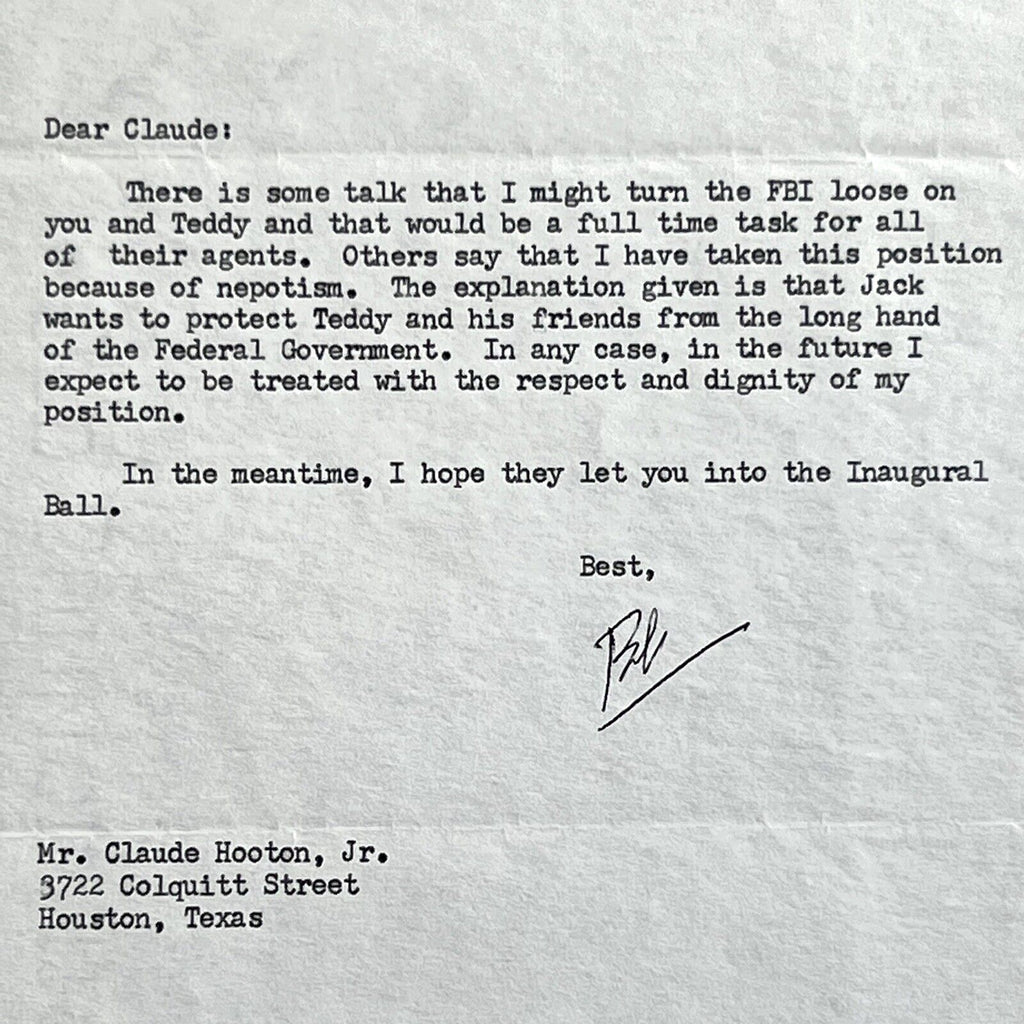 Dear Claude:
There is some talk that I might turn the FBI loose on
you and Teddy and that would be a full time task for all
of their agents. Others say that I have taken this position
because of nepotism. The explanation given is that Jack
wants to protect Teddy and his friends from the long hand
of the Federal Government. In any case, in the future I
expect to be treated with the respect and dignity of my
position.
In the meantime, I hope they let you into the Inaugural
Ball.
Best,
Mr. Claude Hooton, Jr.
3722 Colquitt Street
Houston, Texas